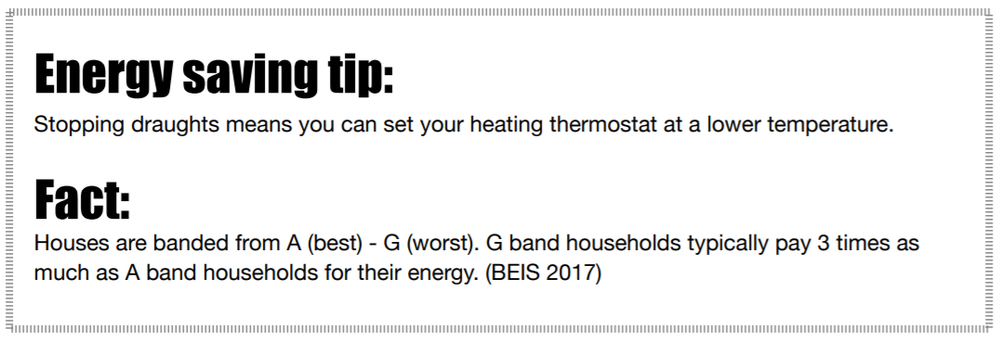 Energy saving tip:
Stopping draughts means you can set your heating thermostat at a lower temperature.
Fact:
Houses are banded from A (best) - G (worst). G band households typically pay 3 times as
much as A band households for their energy. (BEIS 2017)